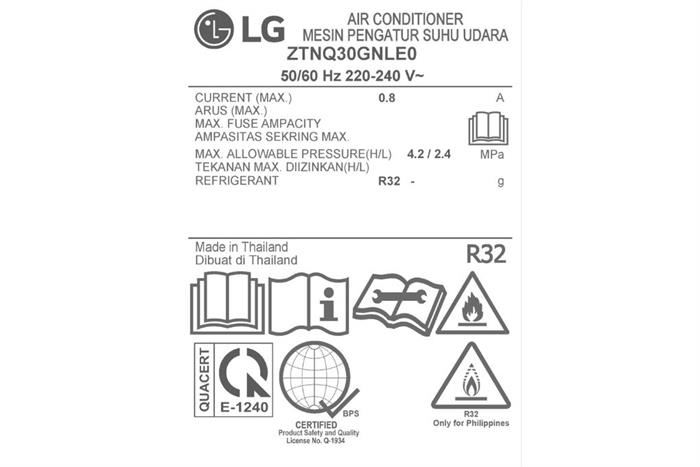 LG
AIR CONDITIONER
MESIN PENGATUR SUHU UDARA
ZTNQ30GNLE0
50/60 Hz 220-240 V~
CURRENT (MAX.) 0.8 A
ARUS (MAX.)
MAX. FUSE AMPACITY
AMPASITAS SEKRING MAX.
MAX. ALLOWABLE PRESSURE(H/L) 4.2 / 2.4 MPa
TEKANAN MAX. DIIZINKAN(H/L)
REFRIGERANT R32 - g
Made in Thailand
Dibuat di Thailand
R32
QUACERT
E-1240
BPS
CERTIFIED
Product Safety and Quality
License No. Q-1934
R32
Only for Philippines